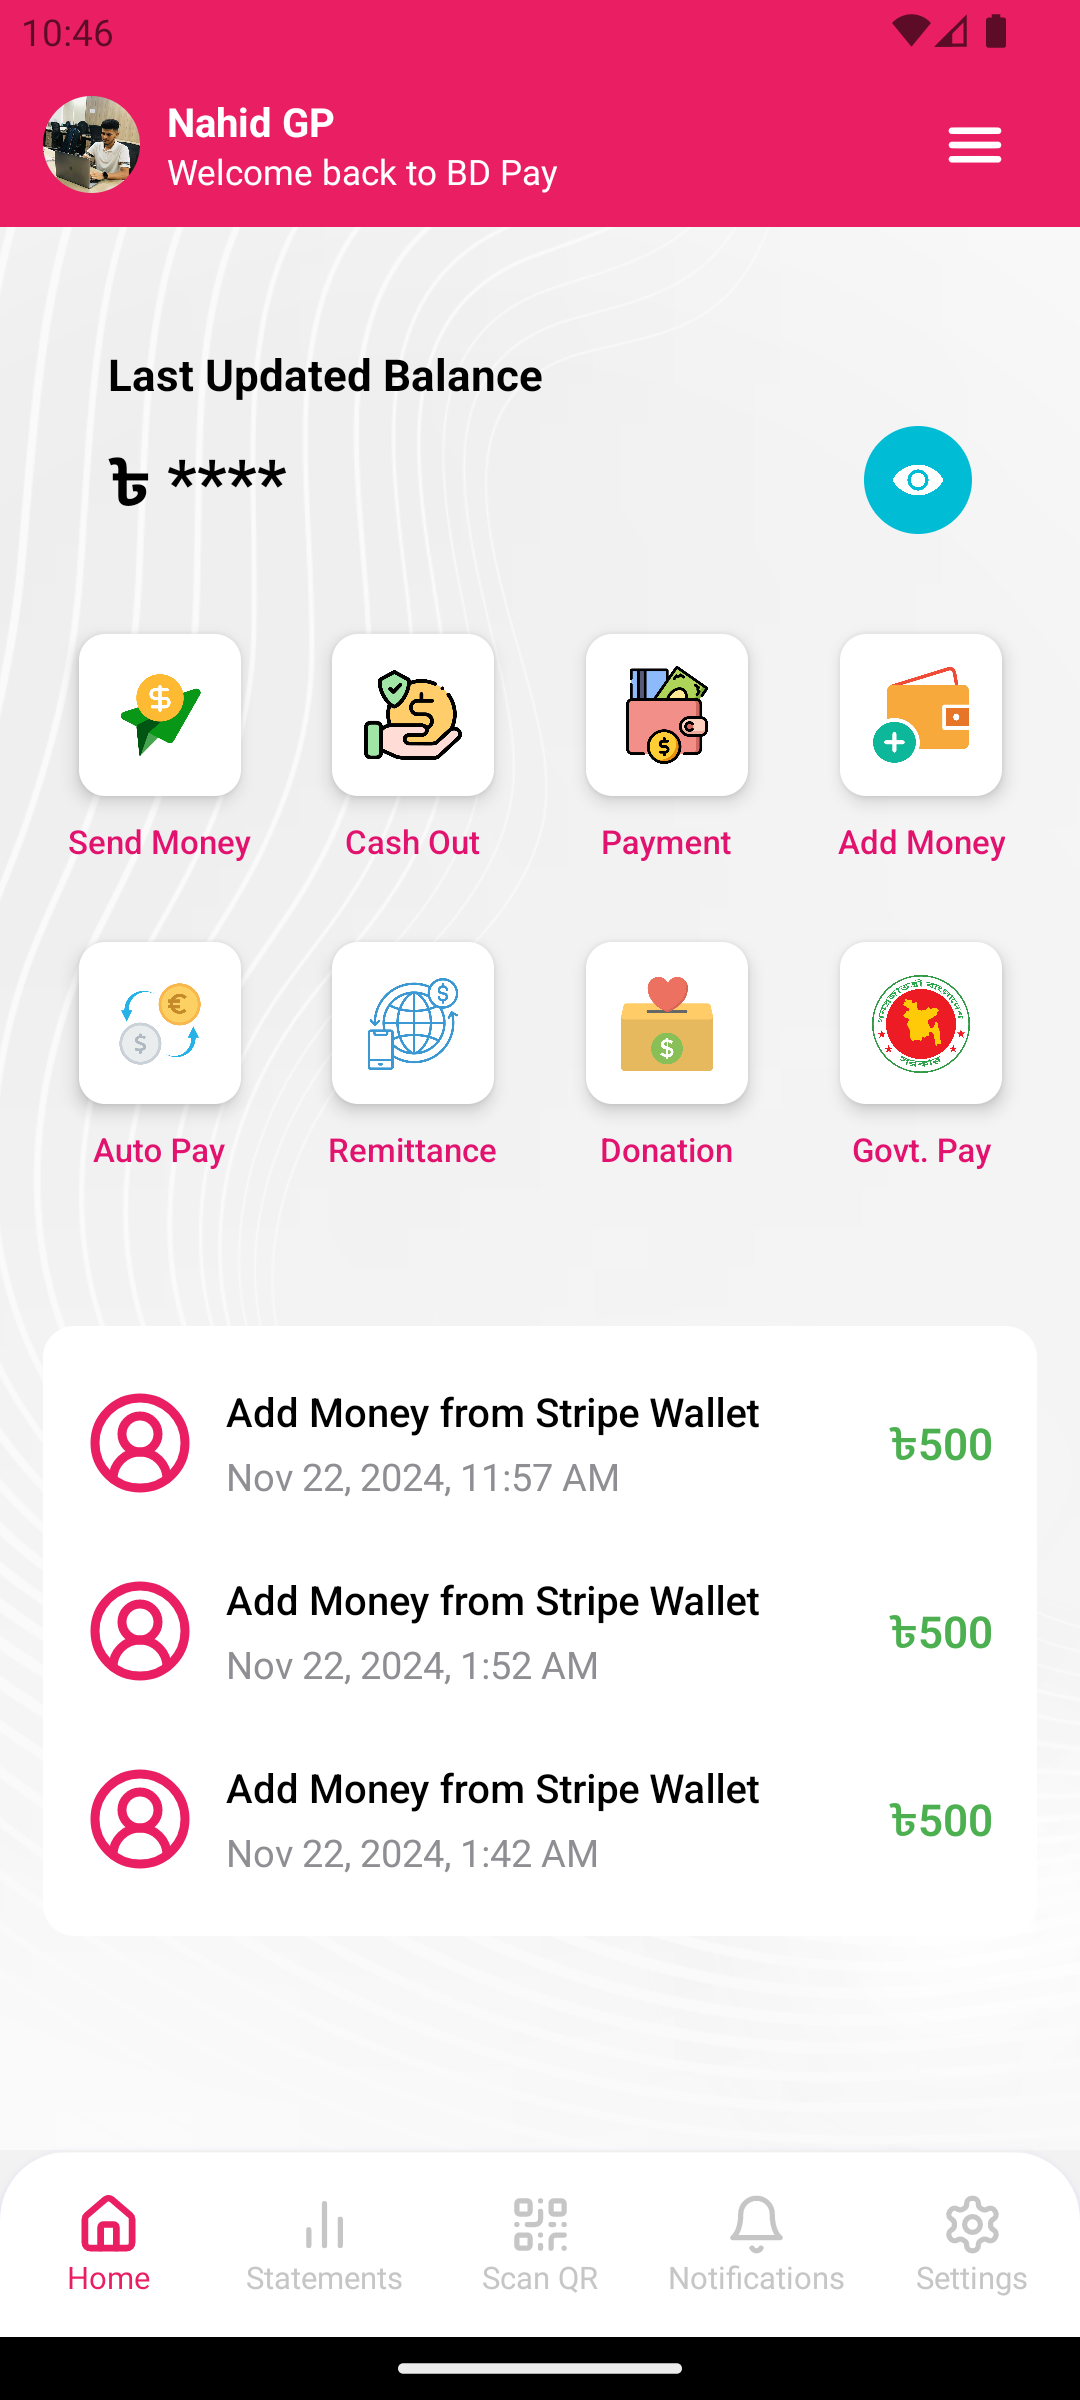 10:46
Nahid GP
Welcome back to BD Pay
Last Updated Balance
৳ ****
Send Money
Cash Out
Payment
Add Money
Auto Pay
Remittance
Donation
Govt. Pay
Add Money from Stripe Wallet
৳500
Nov 22, 2024, 11:57 AM
Add Money from Stripe Wallet
৳500
Nov 22, 2024, 1:52 AM
Add Money from Stripe Wallet
৳500
Nov 22, 2024, 1:42 AM
Home
Statements
Scan QR
Notifications
Settings